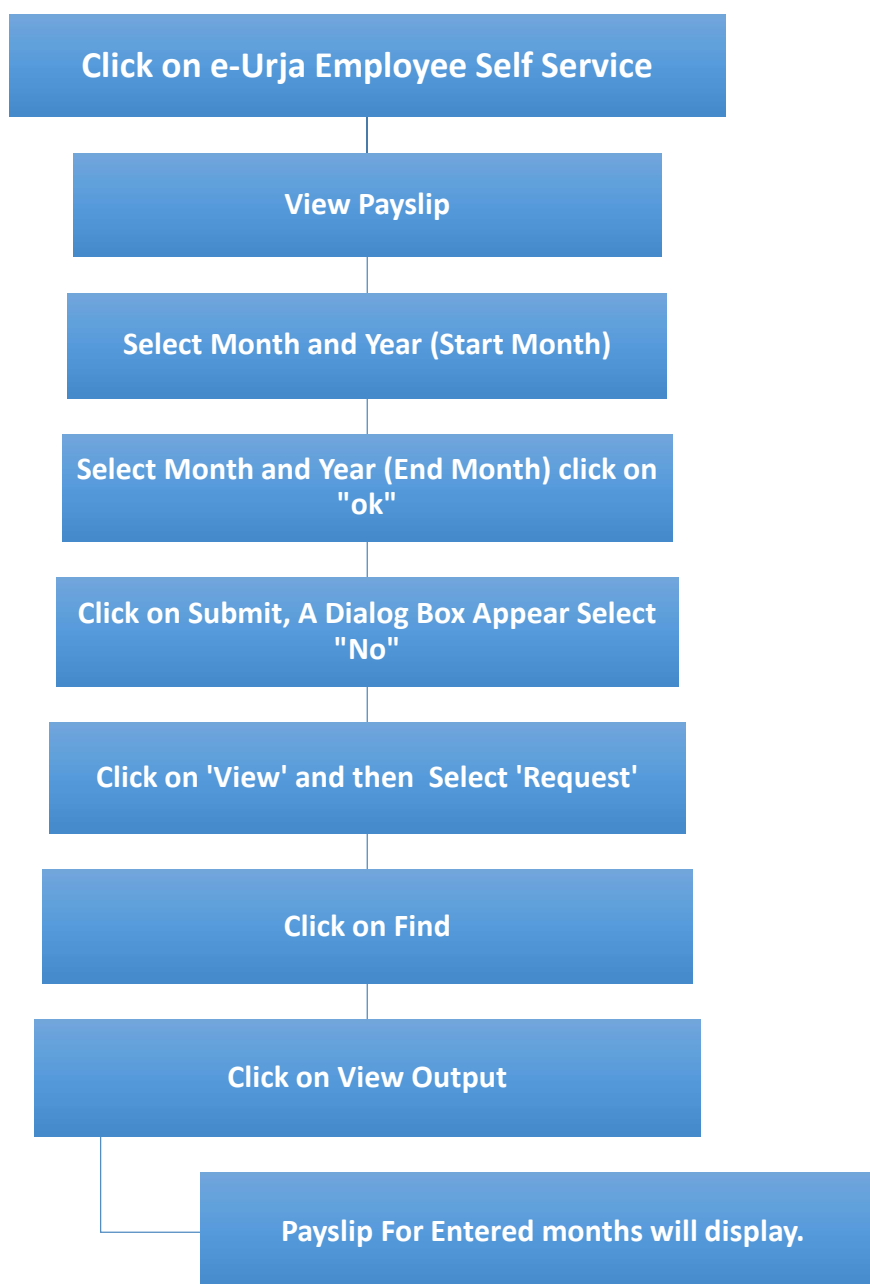 Click on e-Urja Employee Self Service
View Payslip
Select Month and Year (Start Month)
Select Month and Year (End Month) click on
"ok"
Click on Submit, A Dialog Box Appear Select
"No"
Click on 'View' and then  Select 'Request'
Click on Find
Click on View Output
Payslip For Entered months will display.